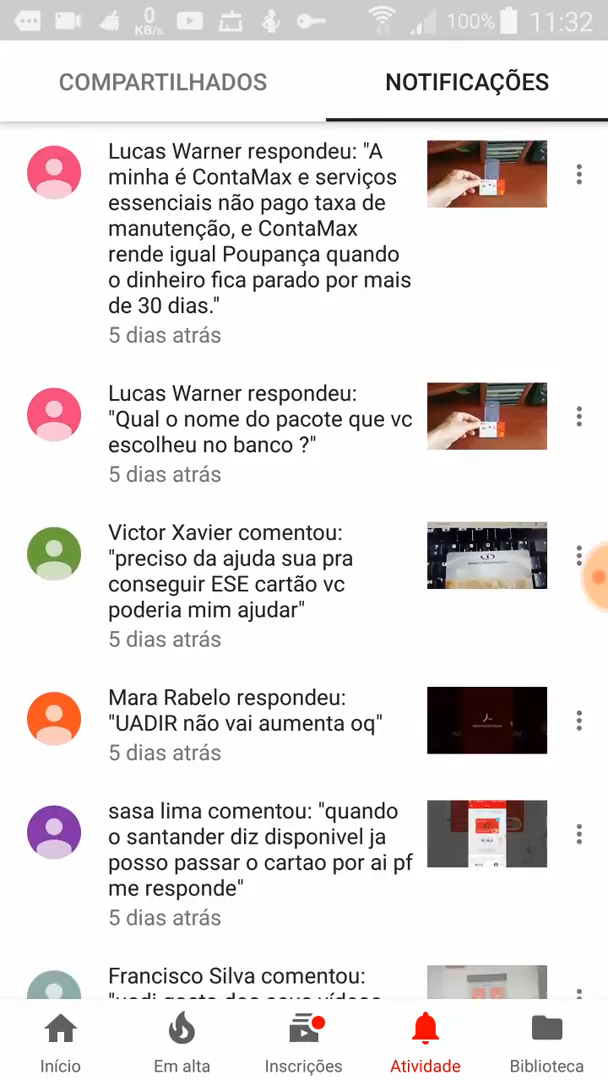 0
KB/s
100%
11:32
COMPARTILHADOS
NOTIFICAÇÕES
Lucas Warner respondeu: "A
minha é ContaMax e serviços
essenciais não pago taxa de
manutenção, e ContaMax
rende igual Poupança quando
o dinheiro fica parado por mais
de 30 dias."
5 dias atrás
Lucas Warner respondeu:
"Qual o nome do pacote que vc
escolheu no banco ?"
5 dias atrás
Victor Xavier comentou:
"preciso da ajuda sua pra
conseguir ESE cartão vc
poderia mim ajudar"
5 dias atrás
Mara Rabelo respondeu:
"UADIR não vai aumenta oq"
5 dias atrás
sasa lima comentou: "quando
o santander diz disponivel ja
posso passar o cartao por ai pf
me responde"
5 dias atrás
Francisco Silva comentou:
Início
Em alta
Inscrições
Atividade
Biblioteca